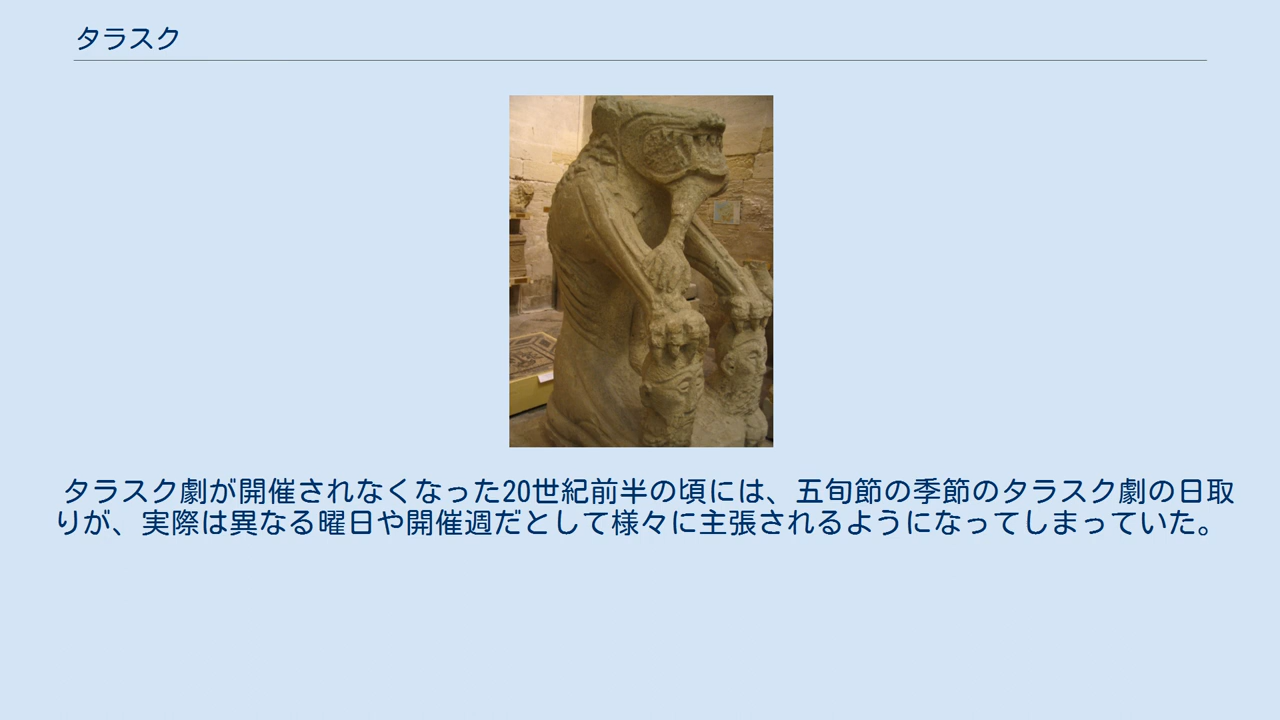 タラスク
タラスク劇が開催されなくなった20世紀前半の頃には、五旬節の季節のタラスク劇の日取
りが、実際は異なる曜日や開催週だとして様々に主張されるようになってしまっていた。